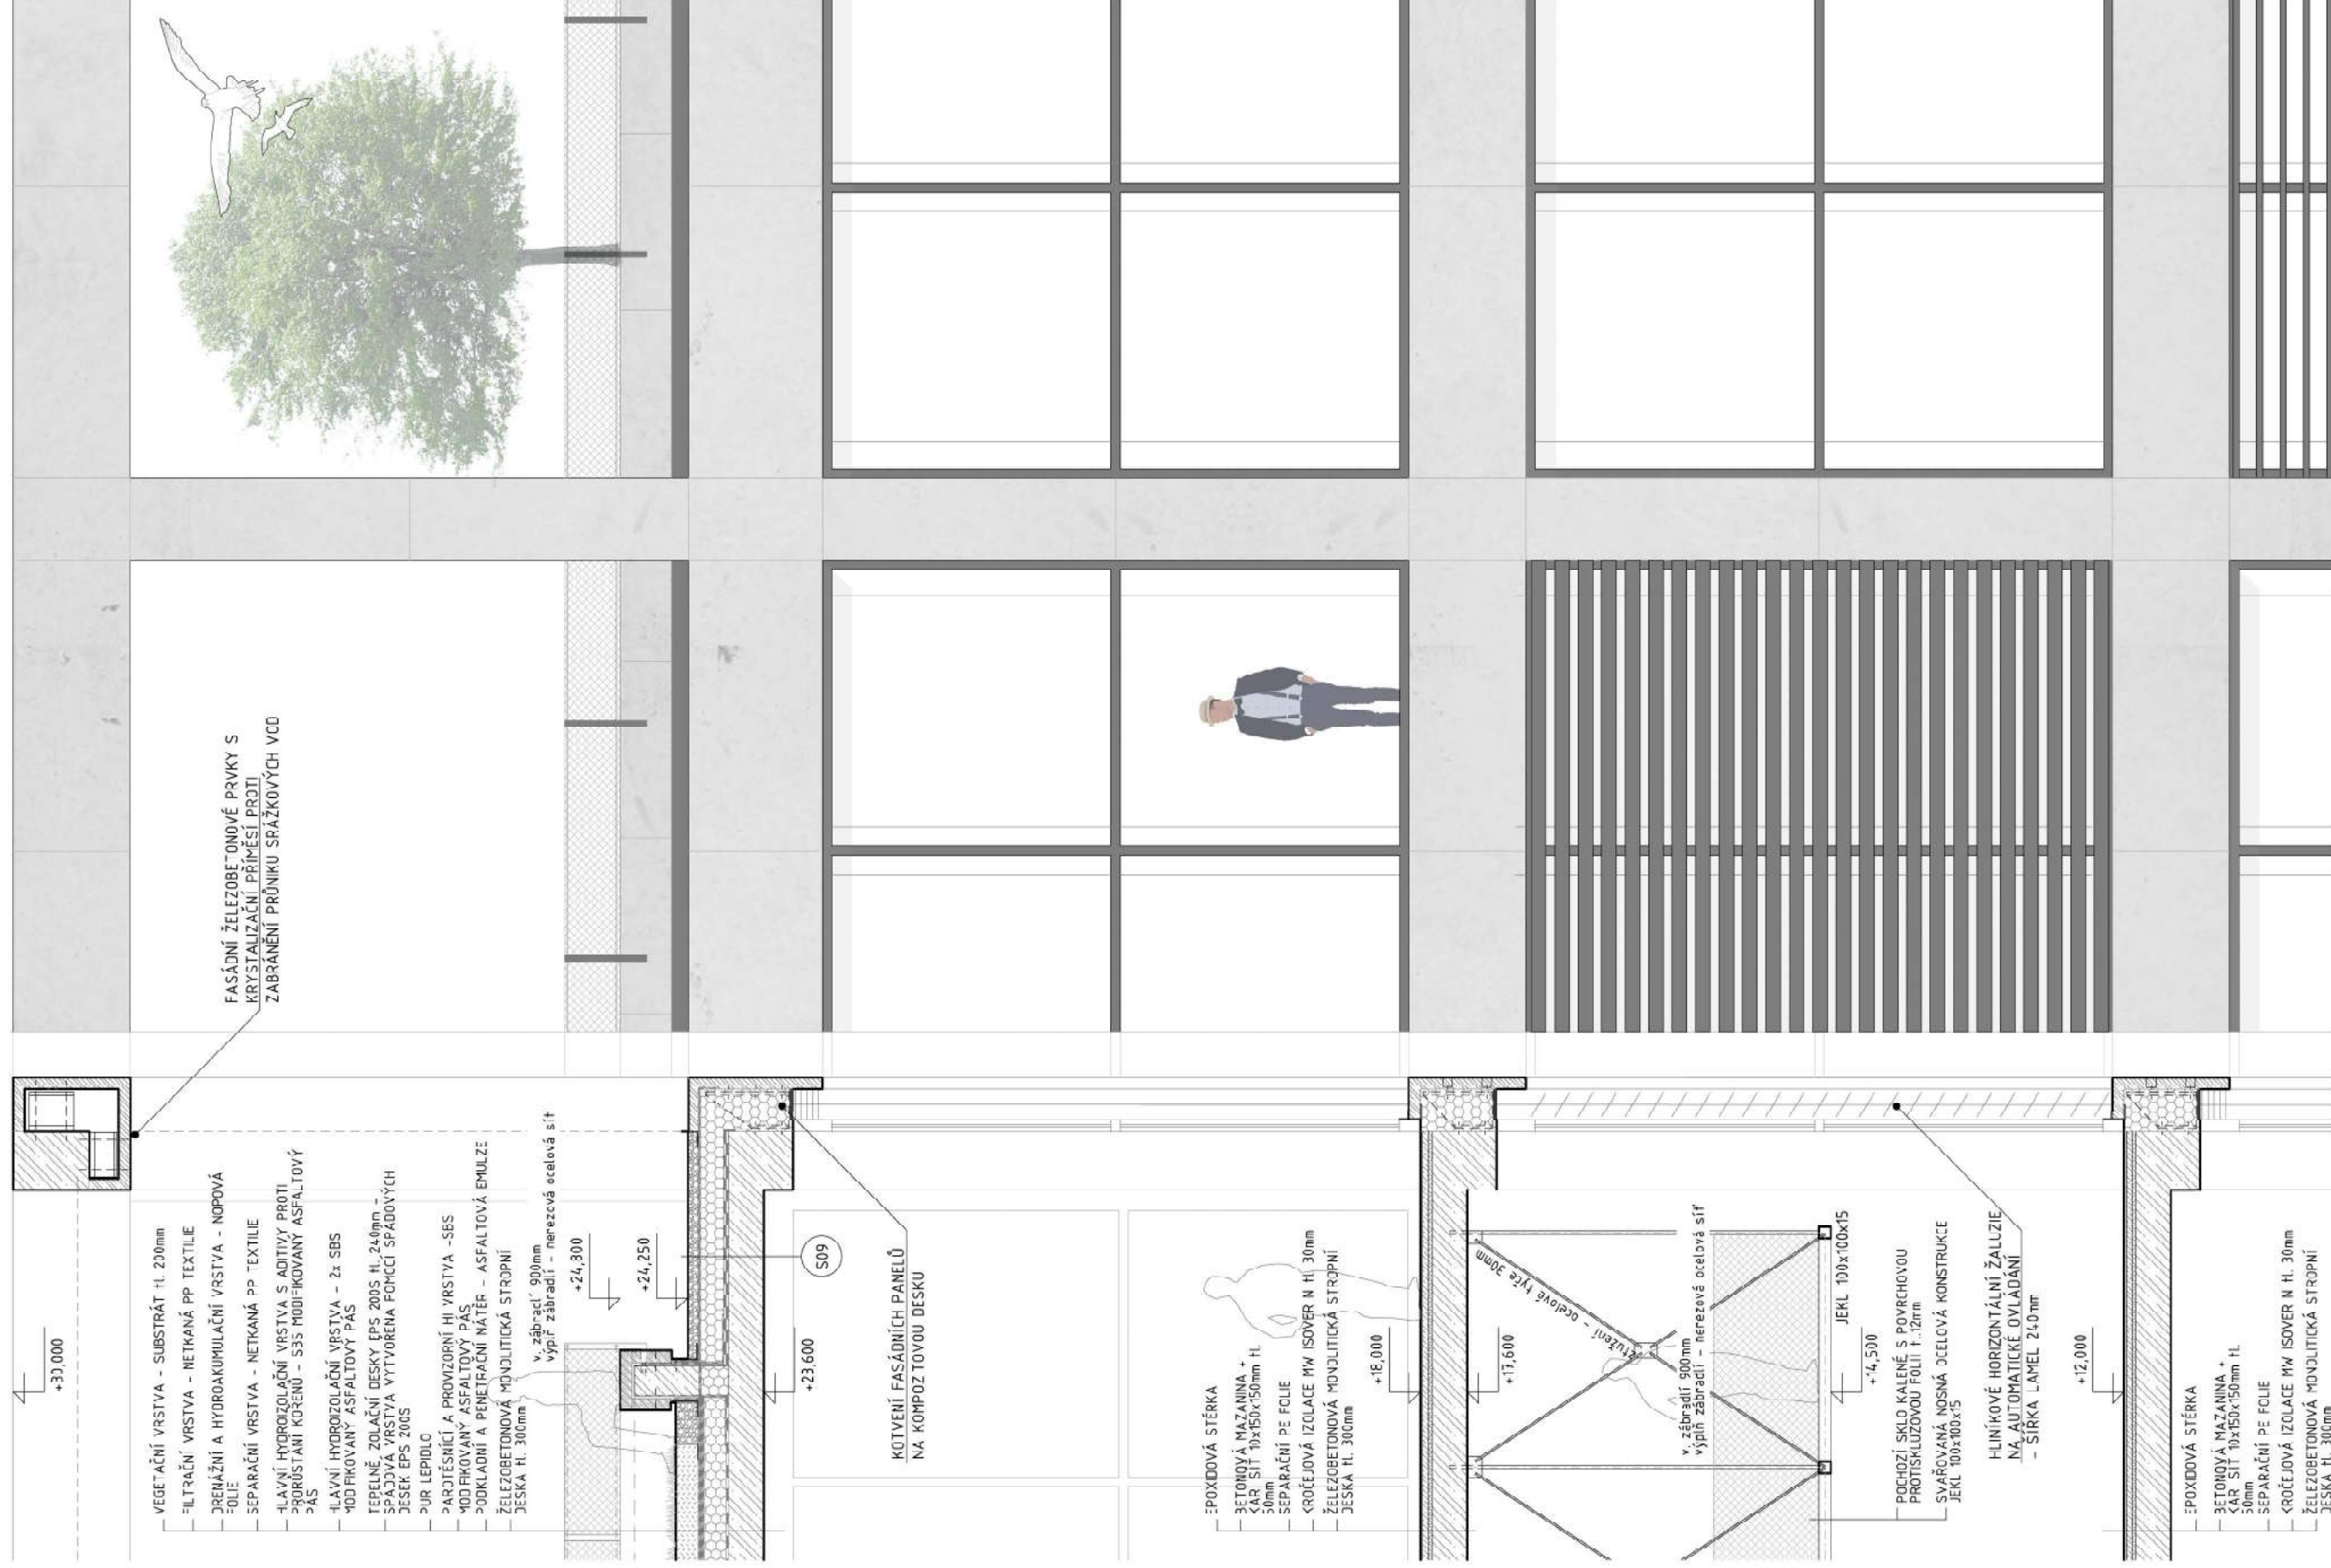 +30,000
FASÁDNÍ ŽELEZOBETONOVÉ PRVKY S
KRYSTALIZAČNÍ PŘÍMĚSÍ PROTI
ZABRÁNĚNÍ PRŮNIKU SRÁŽKOVÝCH VOD
VEGETAČNÍ VRSTVA - SUBSTRÁT tl. 200mm
FILTRAČNÍ VRSTVA - NETKANÁ PP TEXTILIE
DRENÁŽNÍ A HYDROAKUMULAČNÍ VRSTVA - NOPOVÁ
FOLIE
SEPARAČNÍ VRSTVA - NETKANÁ PP TEXTILIE
HLAVNÍ HYDROIZOLAČNÍ VRSTVA S ADITIVY PROTI
PRORŮSTÁNÍ KOŘENŮ - SBS MODIFIKOVANÝ ASFALTOVÝ
PÁS
HLAVNÍ HYDROIZOLAČNÍ VRSTVA - 2x SBS
MODIFIKOVANÝ ASFALTOVÝ PÁS
TEPELNĚ IZOLAČNÍ DESKY EPS 200S tl. 240mm -
SPÁDOVÁ VRSTVA VYTVOŘENA POMOCÍ SPÁDOVÝCH
DESEK EPS 200S
PUR LEPIDLO
PAROTĚSNÍCÍ A PROVIZORNÍ HI VRSTVA -SBS
MODIFIKOVANÝ ASFALTOVÝ PÁS
PODKLADNÍ A PENETRAČNÍ NÁTĚR - ASFALTOVÁ EMULZE
ŽELEZOBETONOVÁ MONOLITICKÁ STROPNÍ
DESKA tl. 300mm
v. zábradlí 900mm
výplň zábradlí - nerezová ocelová síť
+24,300
+24,250
S09
+23,600
KOTVENÍ FASÁDNÍCH PANELŮ
NA KOMPOZITOVOU DESKU
EPOXIDOVÁ STĚRKA
BETONOVÁ MAZANINA +
KAR SÍŤ 10x150x150mm tl.
50mm
SEPARAČNÍ PE FOLIE
KROČEJOVÁ IZOLACE MW ISOVER N tl. 30mm
ŽELEZOBETONOVÁ MONOLITICKÁ STROPNÍ
DESKA tl. 300mm
+18,000
+17,600
ztužení - ocelové tyče 30mm
v. zábradlí 900mm
výplň zábradlí - nerezová ocelová síť
JEKL 100x100x15
+14,500
POCHOZÍ SKLO KALENÉ S POVRCHOVOU
PROTISKLUZOVOU FOLIÍ tl.12mm
SVAŘOVANÁ NOSNÁ OCELOVÁ KONSTRUKCE
JEKL 100x100x15
HLINÍKOVÉ HORIZONTÁLNÍ ŽALUZIE
NA AUTOMATICKÉ OVLÁDÁNÍ
- ŠÍŘKA LAMEL 240mm
+12,000
EPOXIDOVÁ STĚRKA
BETONOVÁ MAZANINA +
KAR SÍŤ 10x150x150mm tl.
50mm
SEPARAČNÍ PE FOLIE
KROČEJOVÁ IZOLACE MW ISOVER N tl. 30mm
ŽELEZOBETONOVÁ MONOLITICKÁ STROPNÍ
DESKA tl. 300mm